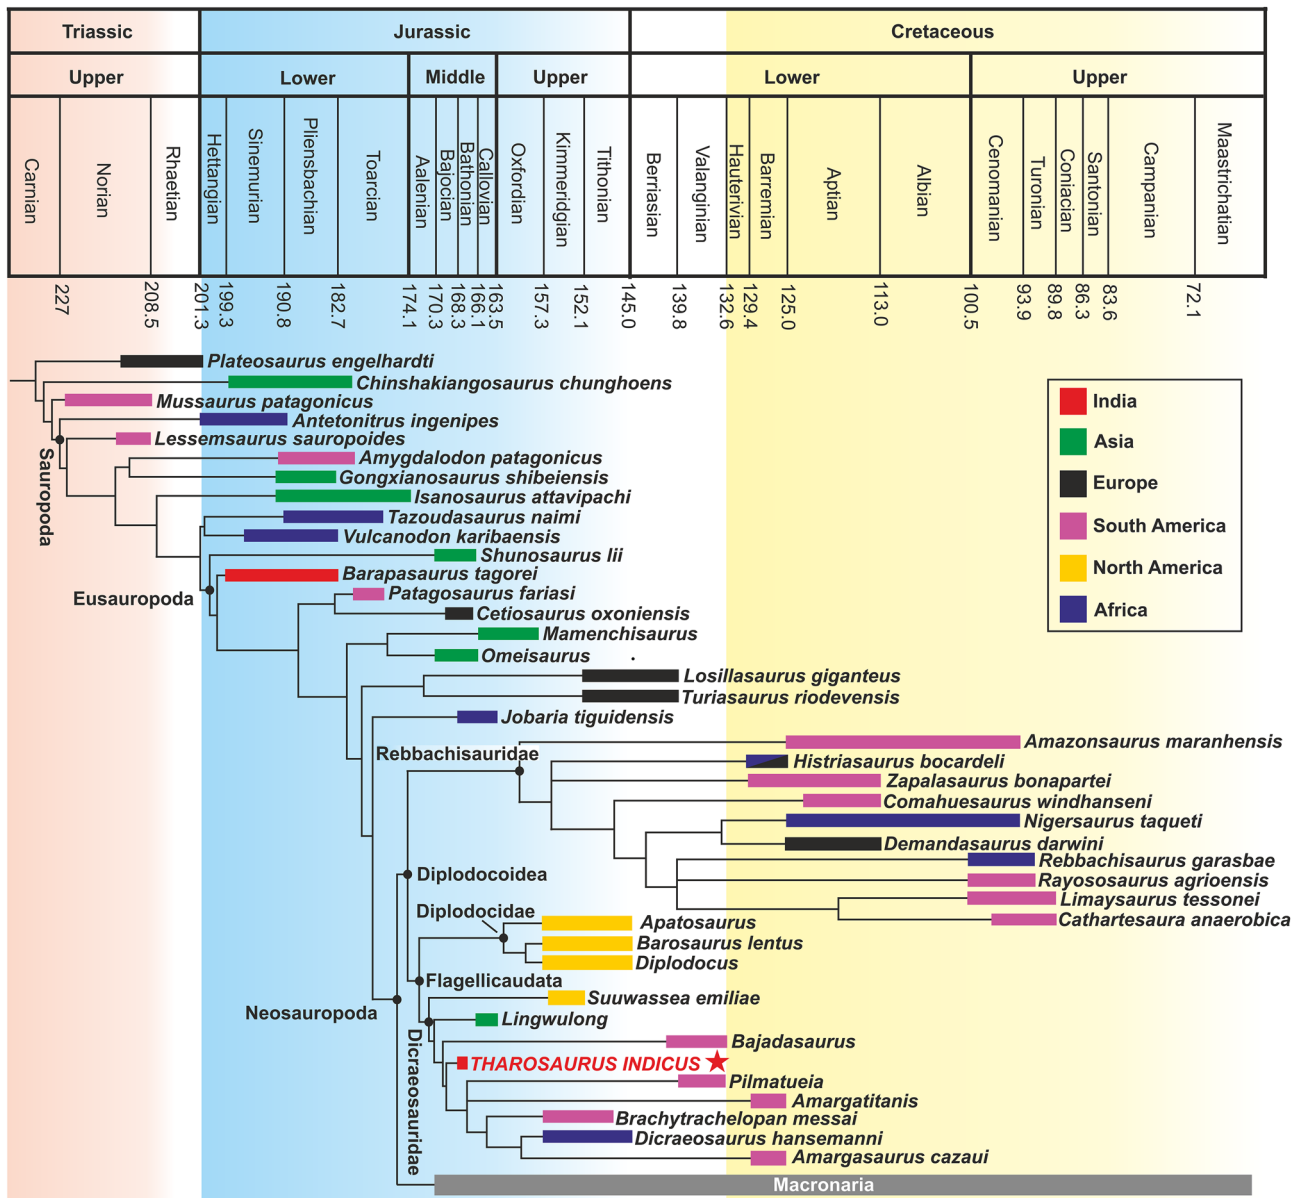 Triassic
Jurassic
Cretaceous
Upper
Lower
Middle
Upper
Lower
Upper
Carnian
Norian
Rhaetian
Hettangian
Sinemurian
Pliensbachian
Toarcian
Aalenian
Bajocian
Bathonian
Callovian
Oxfordian
Kimmeridgian
Tithonian
Berriasian
Valanginian
Hauterivian
Barremian
Aptian
Albian
Cenomanian
Turonian
Coniacian
Santonian
Campanian
Maastrichatian
227
208.5
201.3
199.3
190.8
182.7
174.1
170.3
168.3
166.1
163.5
157.3
152.1
145.0
139.8
132.6
129.4
125.0
113.0
100.5
93.9
89.8
86.3
83.6
72.1
Plateosaurus engelhardti
Chinshakiangosaurus chunghoens
Mussaurus patagonicus
Antetonitrus ingenipes
Lessemsaurus sauropoides
Sauropoda
Amygdalodon patagonicus
Gongxianosaurus shibeiensis
Isanosaurus attavipachi
Tazoudasaurus naimi
Vulcanodon karibaensis
Shunosaurus lii
Barapasaurus tagorei
Eusauropoda
Patagosaurus fariasi
Cetiosaurus oxoniensis
Mamenchisaurus
Omeisaurus
Losillasaurus giganteus
Turiasaurus riodevensis
Jobaria tiguidensis
Rebbachisauridae
Amazonsaurus maranhensis
Histriasaurus bocardeli
Zapalasaurus bonapartei
Comahuesaurus windhanseni
Nigersaurus taqueti
Demandasaurus darwini
Rebbachisaurus garasbae
Diplodocoidea
Rayososaurus agrioensis
Limaysaurus tessonei
Diplodocidae
Cathartesaura anaerobica
Apatosaurus
Barosaurus lentus
Diplodocus
Flagellicaudata
Suuwassea emiliae
Neosauropoda
Lingwulong
Dicraeosauridae
Bajadasaurus
THAROSAURUS INDICUS
Pilmatueia
Amargatitanis
Brachytrachelopan messai
Dicraeosaurus hansemanni
Amargasaurus cazaui
Macronaria
India
Asia
Europe
South America
North America
Africa